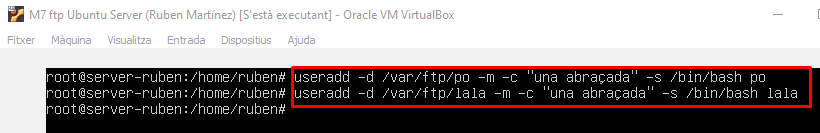 M7 ftp Ubuntu Server (Ruben Martínez) [S'està executant] - Oracle VM VirtualBox
Fitxer Màquina Visualitza Entrada Dispositius Ajuda
root@server-ruben:/home/ruben# useradd -d /var/ftp/po -m -c "una abraçada" -s /bin/bash po
root@server-ruben:/home/ruben# useradd -d /var/ftp/lala -m -c "una abraçada" -s /bin/bash lala
root@server-ruben:/home/ruben#